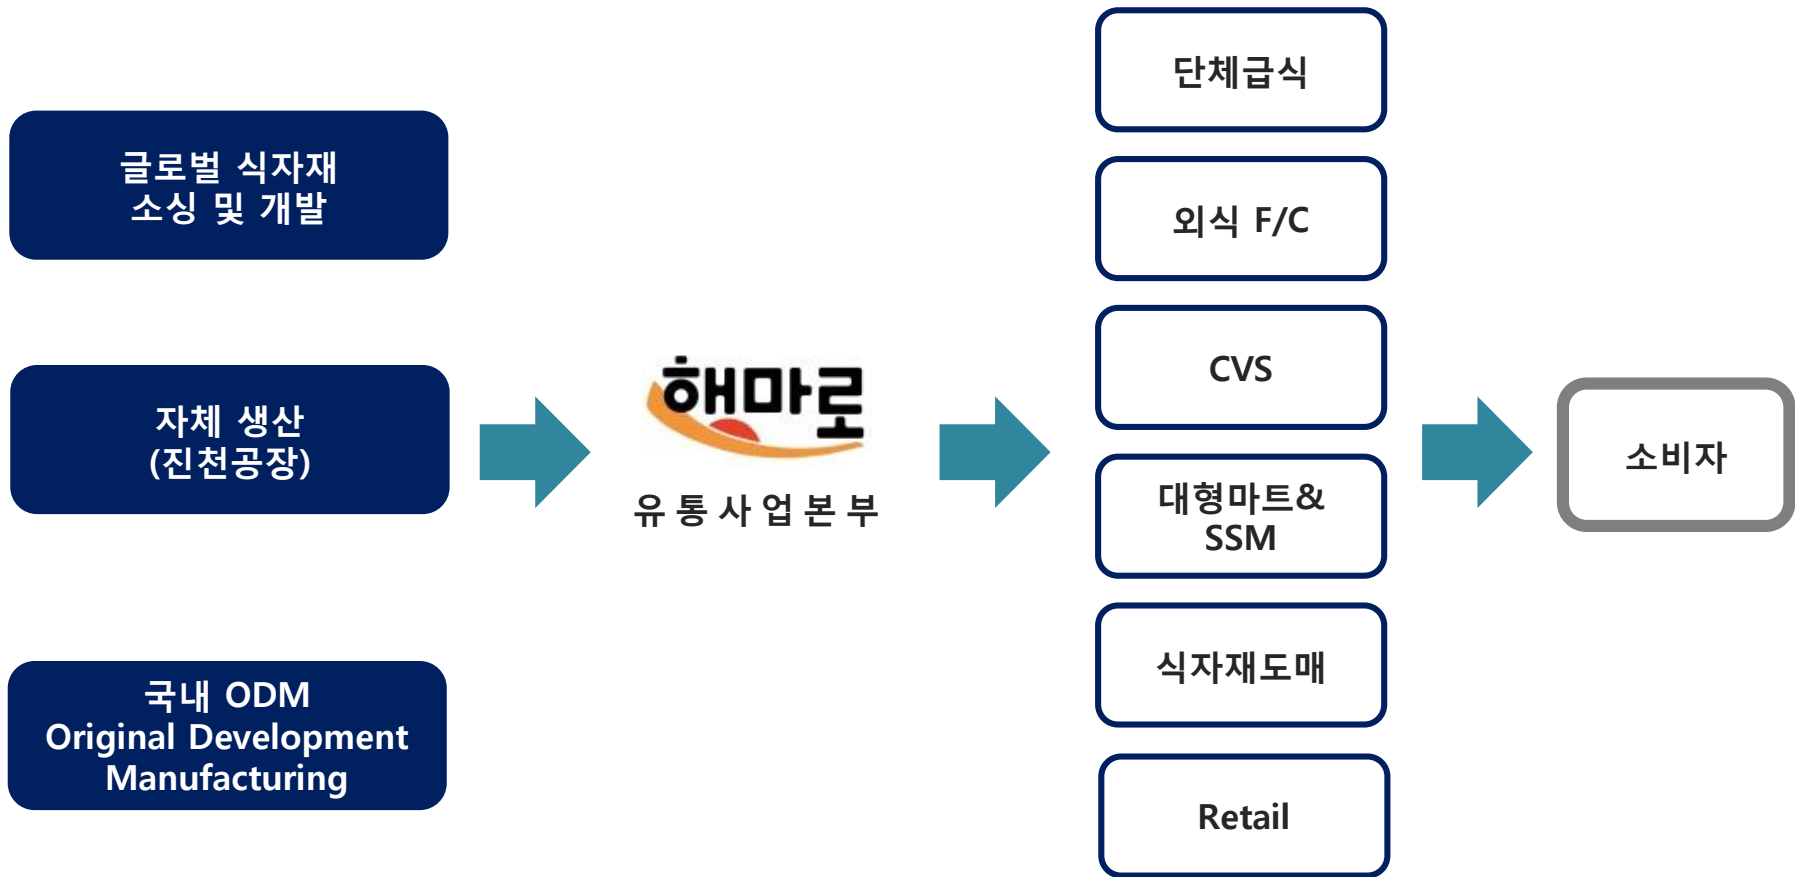 글로벌 식자재
소싱 및 개발
자체 생산
(진천공장)
국내 ODM
Original Development
Manufacturing
해마로
유통사업본부
단체급식
외식 F/C
CVS
대형마트&
SSM
식자재도매
Retail
소비자